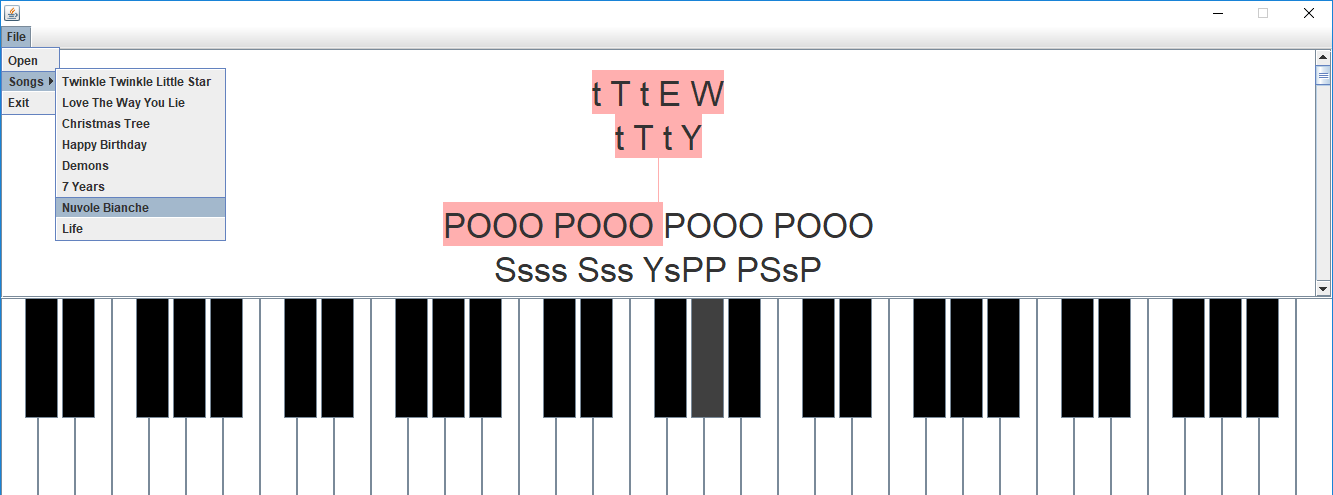 File
Open
Songs
Exit
Twinkle Twinkle Little Star
Love The Way You Lie
Christmas Tree
Happy Birthday
Demons
7 Years
Nuvole Bianche
Life
t T t E W
t T t Y
POOO POOO POOO POOO
Ssss Sss YsPP PSsP